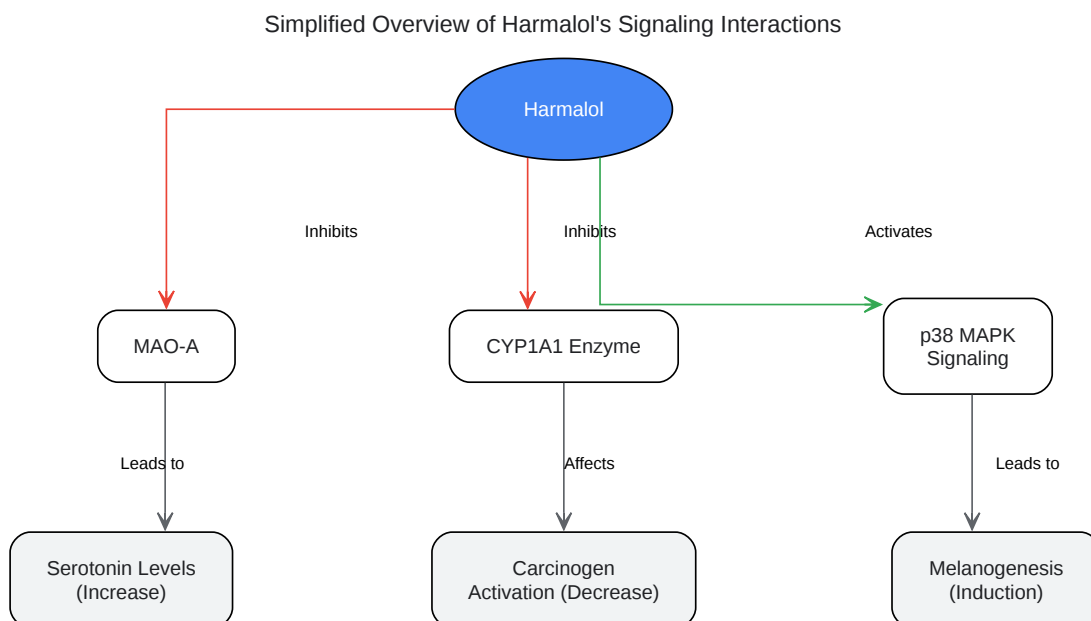 Simplified Overview of Harmalol's Signaling Interactions
Harmalol
Inhibits
Inhibits
Activates
MAO-A
CYP1A1 Enzyme
p38 MAPK
Signaling
Leads to
Affects
Leads to
Serotonin Levels
(Increase)
Carcinogen
Activation (Decrease)
Melanogenesis
(Induction)